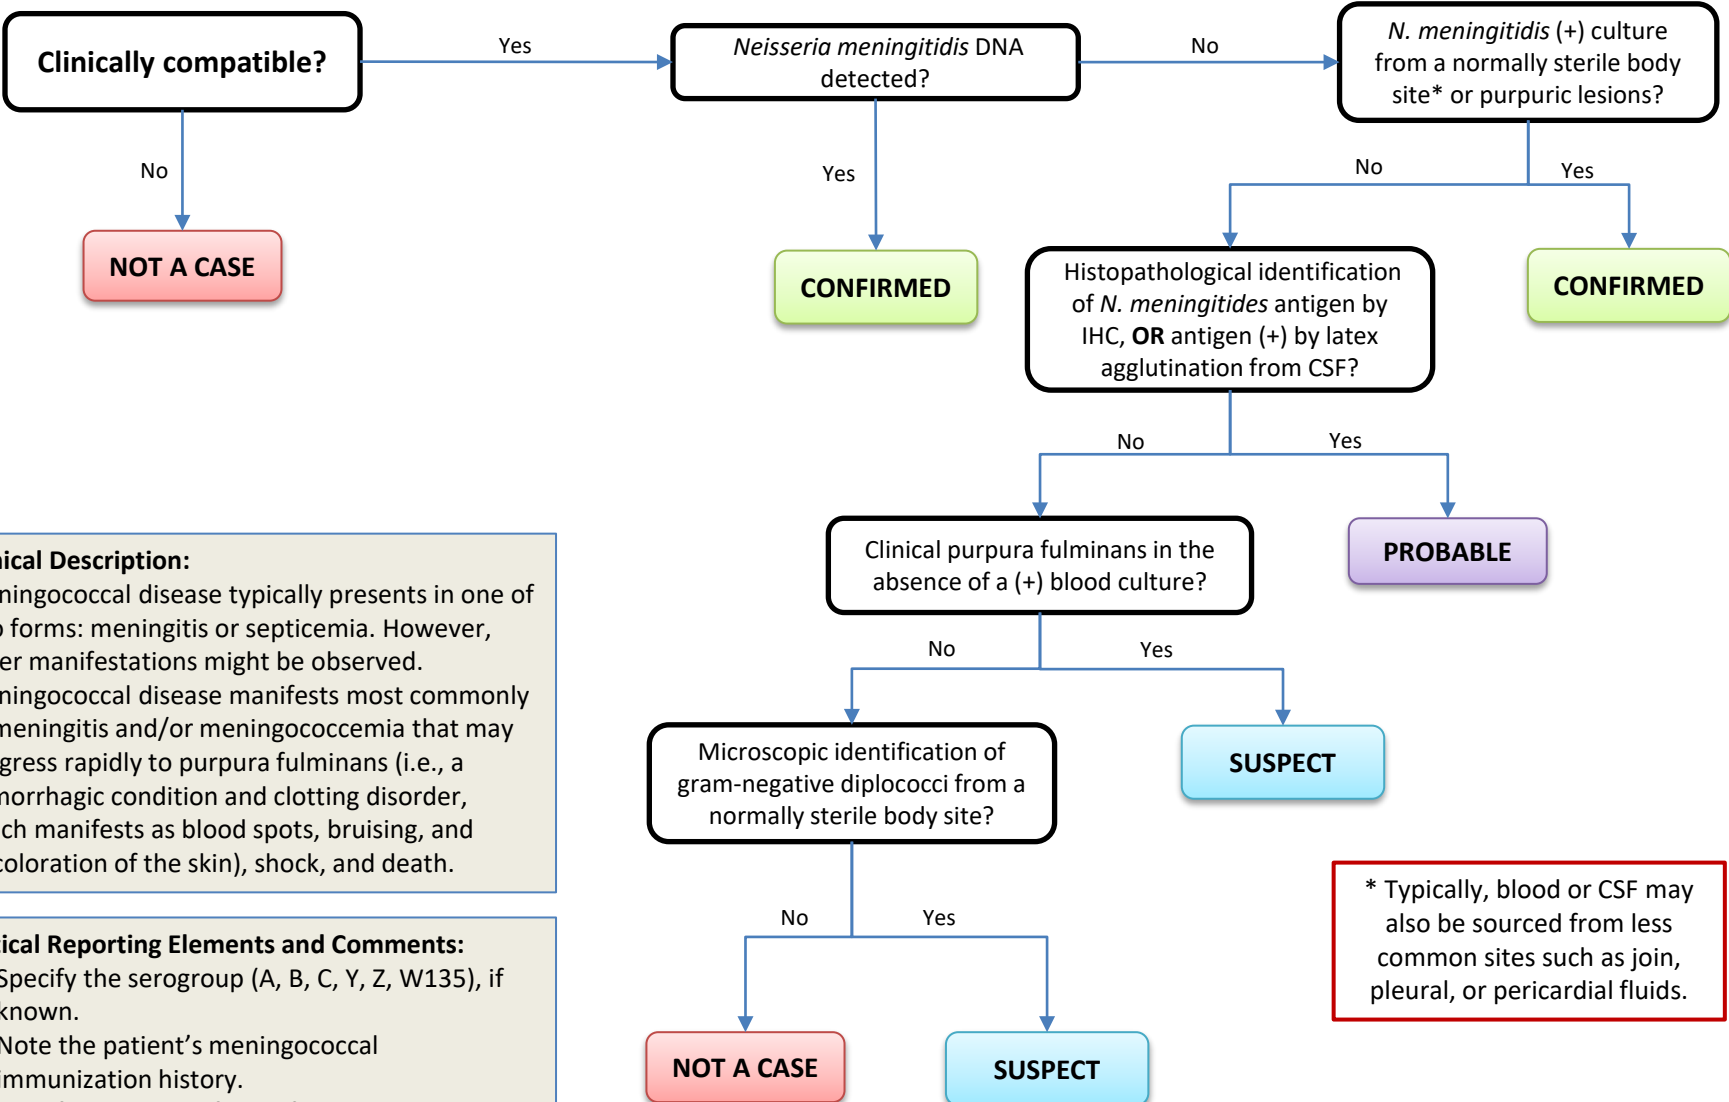 Clinically compatible?
Yes
Neisseria meningitidis DNA
detected?
No
N. meningitidis (+) culture
from a normally sterile body
site* or purpuric lesions?
No
NOT A CASE
Yes
CONFIRMED
No
Yes
CONFIRMED
Histopathological identification
of N. meningitides antigen by
IHC, OR antigen (+) by latex
agglutination from CSF?
No
Yes
PROBABLE
Clinical purpura fulminans in the
absence of a (+) blood culture?
No
Yes
SUSPECT
Microscopic identification of
gram-negative diplococci from a
normally sterile body site?
No
Yes
NOT A CASE
SUSPECT
nical Description:
ningococcal disease typically presents in one of
o forms: meningitis or septicemia. However,
er manifestations might be observed.
ningococcal disease manifests most commonly
meningitis and/or meningococcemia that may
gress rapidly to purpura fulminans (i.e., a
morrhagic condition and clotting disorder,
ich manifests as blood spots, bruising, and
coloration of the skin), shock, and death.
tical Reporting Elements and Comments:
Specify the serogroup (A, B, C, Y, Z, W135), if
known.
Note the patient's meningococcal
immunization history.
* Typically, blood or CSF may
also be sourced from less
common sites such as join,
pleural, or pericardial fluids.